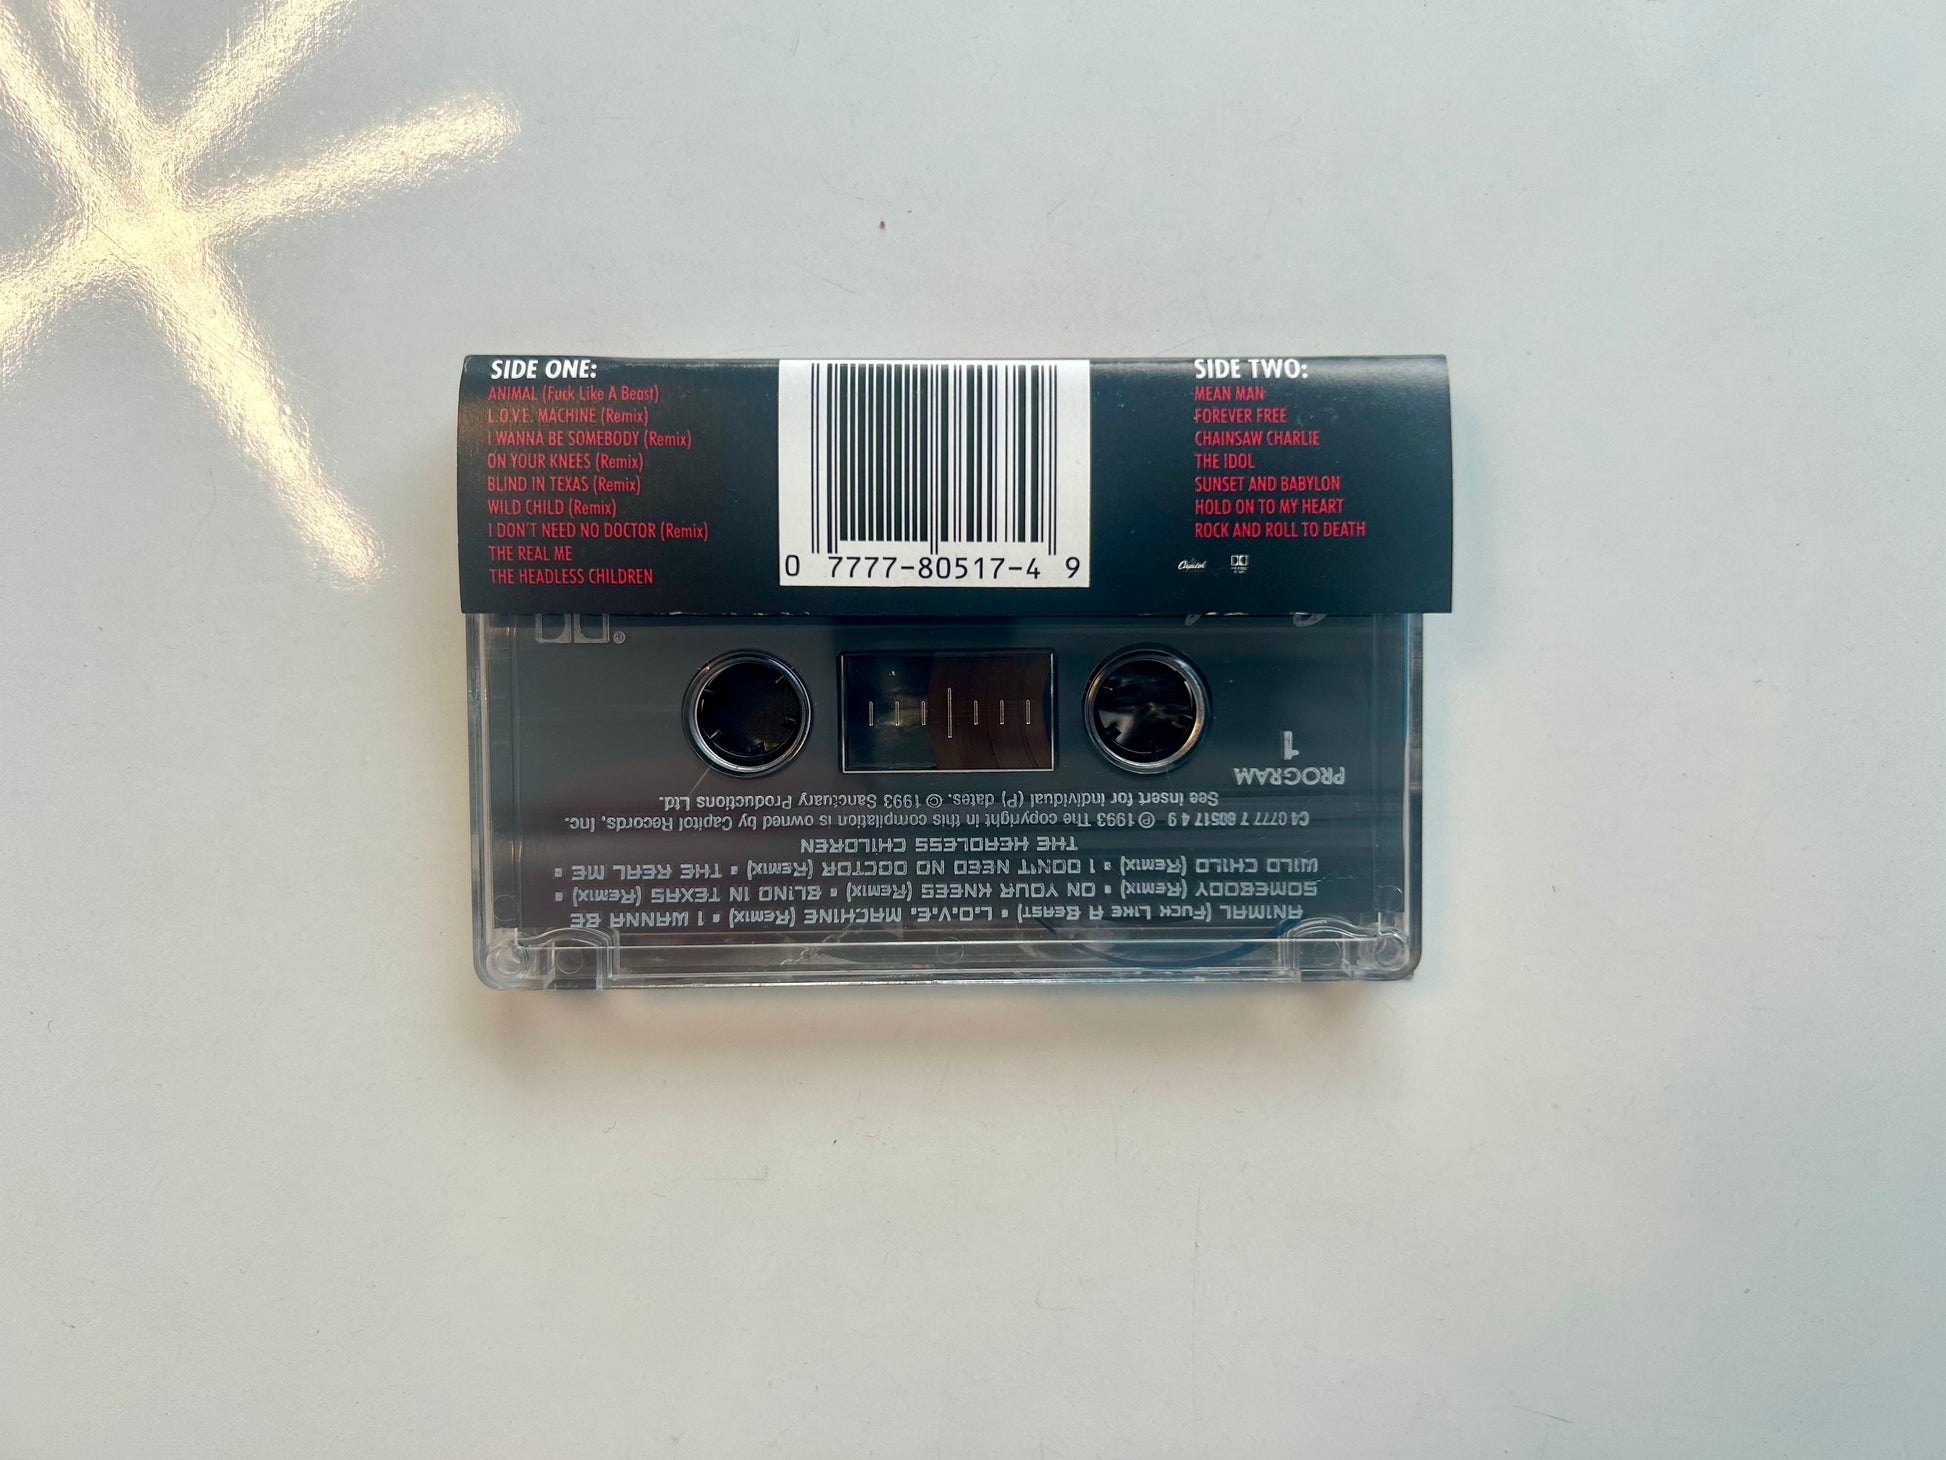 SIDE ONE:
ANIMAL (Fuck Like A Beast)
L.O.V.E. MACHINE (Remix)
I WANNA BE SOMEBODY (Remix)
ON YOUR KNEES (Remix)
BLIND IN TEXAS (Remix)
WILD CHILD (Remix)
I DON'T NEED NO DOCTOR (Remix)
THE REAL ME
THE HEADLESS CHILDREN
0 7777-80517-4 9
SIDE TWO:
MEAN MAN
FOREVER FREE
CHAINSAW CHARLIE
THE IDOL
SUNSET AND BABYLON
HOLD ON TO MY HEART
ROCK AND ROLL TO DEATH
Capitol
ANIMAL (Fuck Like A Beast) ▪ L.O.V.E. MACHINE (Remix) ▪ I WANNA BE
SOMEBODY (Remix) ▪ ON YOUR KNEES (Remix) ▪ BLIND IN TEXAS (Remix) ▪
WILD CHILD (Remix) ▪ I DON'T NEED NO DOCTOR (Remix) ▪ THE REAL ME ▪
THE HEADLESS CHILDREN
C4 0777 7 80517 4 9 ℗ 1993 The copyright in this compilation is owned by Capitol Records, Inc.
See insert for individual (P) dates. © 1993 Sanctuary Productions Ltd.
PROGRAM
1